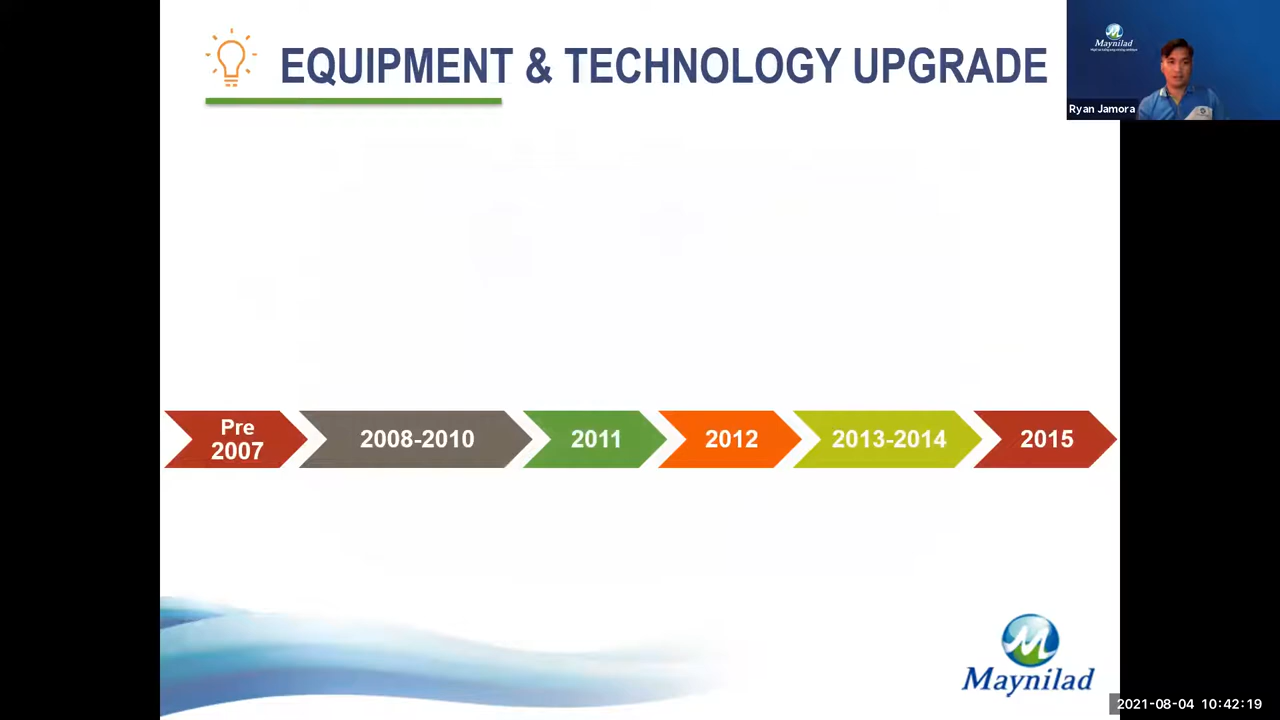 EQUIPMENT & TECHNOLOGY UPGRADE
Maynilad
Ryan Jamora
Pre
2007
2008-2010
2011
2012
2013-2014
2015
Maynilad
2021-08-04 10:42:19